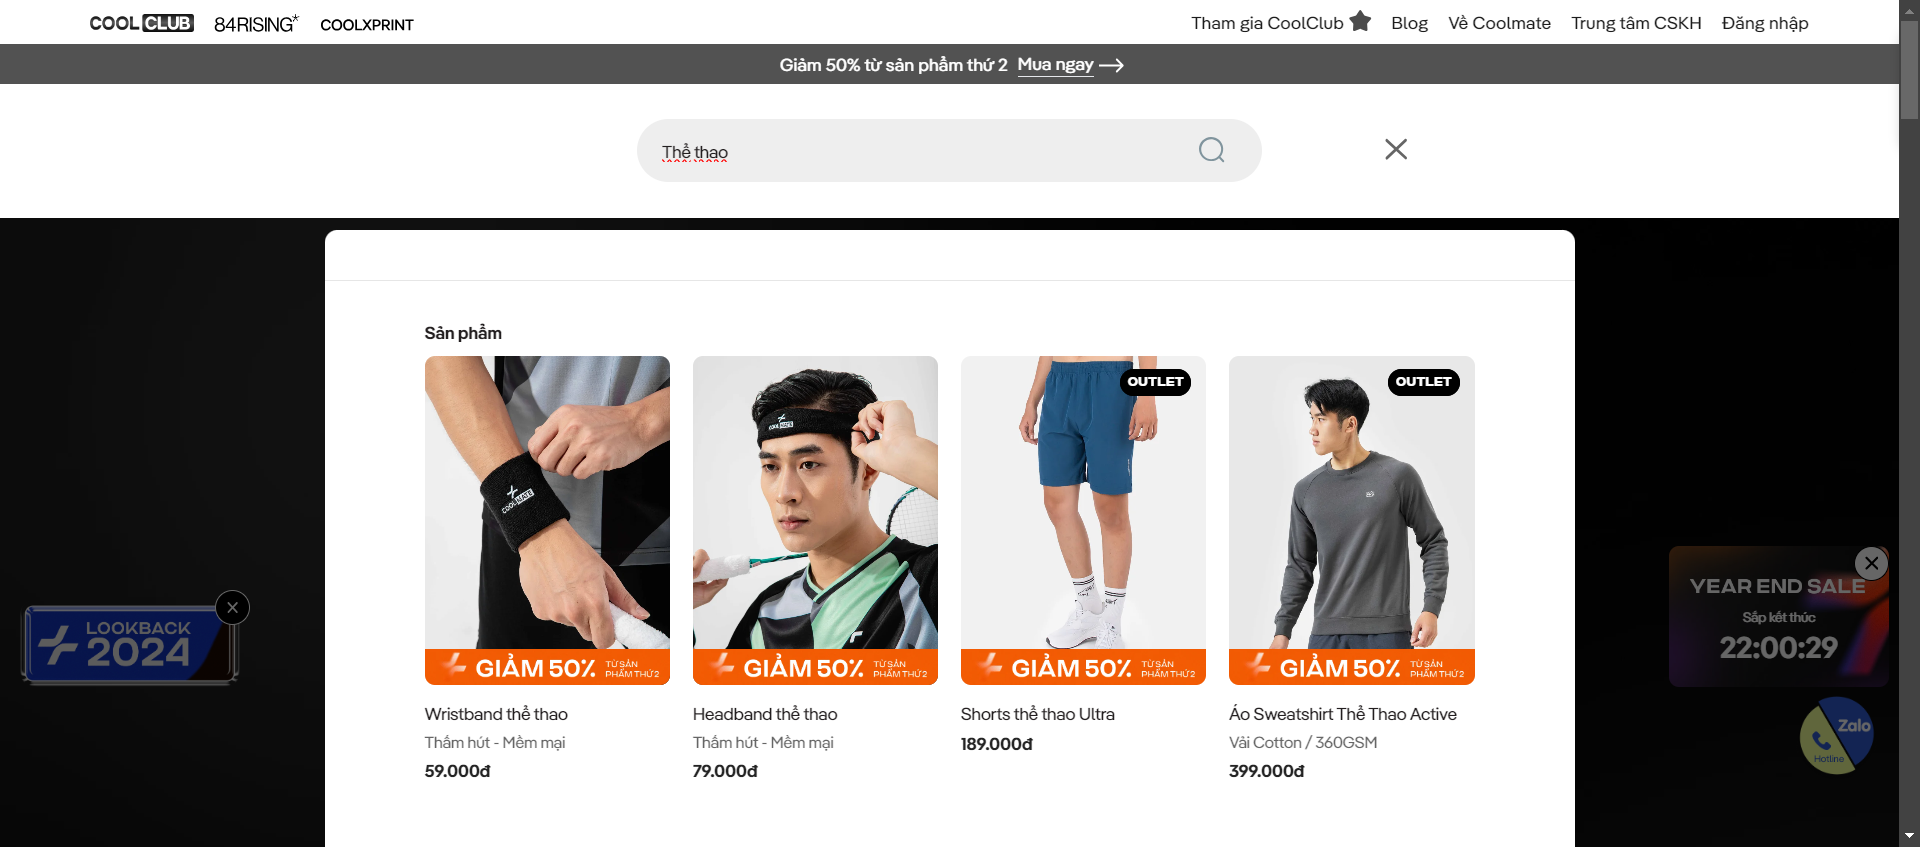 COOLCLUB 84RISING* COOLXPRINT Tham gia CoolClub Blog Về Coolmate Trung tâm CSKH Đăng nhập
Giảm 50% từ sản phẩm thứ 2 Mua ngay
Thể thao
Sản phẩm
OUTLET
OUTLET
COOLMATE
COOLMATE
GIẢM 50% TỪ SẢN PHẨM THỨ 2
GIẢM 50% TỪ SẢN PHẨM THỨ 2
GIẢM 50% TỪ SẢN PHẨM THỨ 2
GIẢM 50% TỪ SẢN PHẨM THỨ 2
Wristband thể thao
Thấm hút - Mềm mại
59.000đ
Headband thể thao
Thấm hút - Mềm mại
79.000đ
Shorts thể thao Ultra
189.000đ
Áo Sweatshirt Thể Thao Active
Vải Cotton / 360GSM
399.000đ
LOOKBACK
2024
YEAR END SALE
Sắp kết thúc
22:00:29
Zalo
Hotline